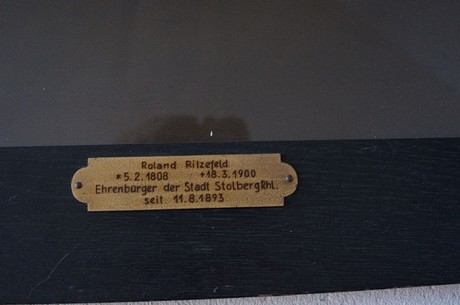 Roland Ritzefeld
*5.2.1808 +18.3.1900
Ehrenbürger der Stadt Stolberg Rhl.
seit 11.8.1893